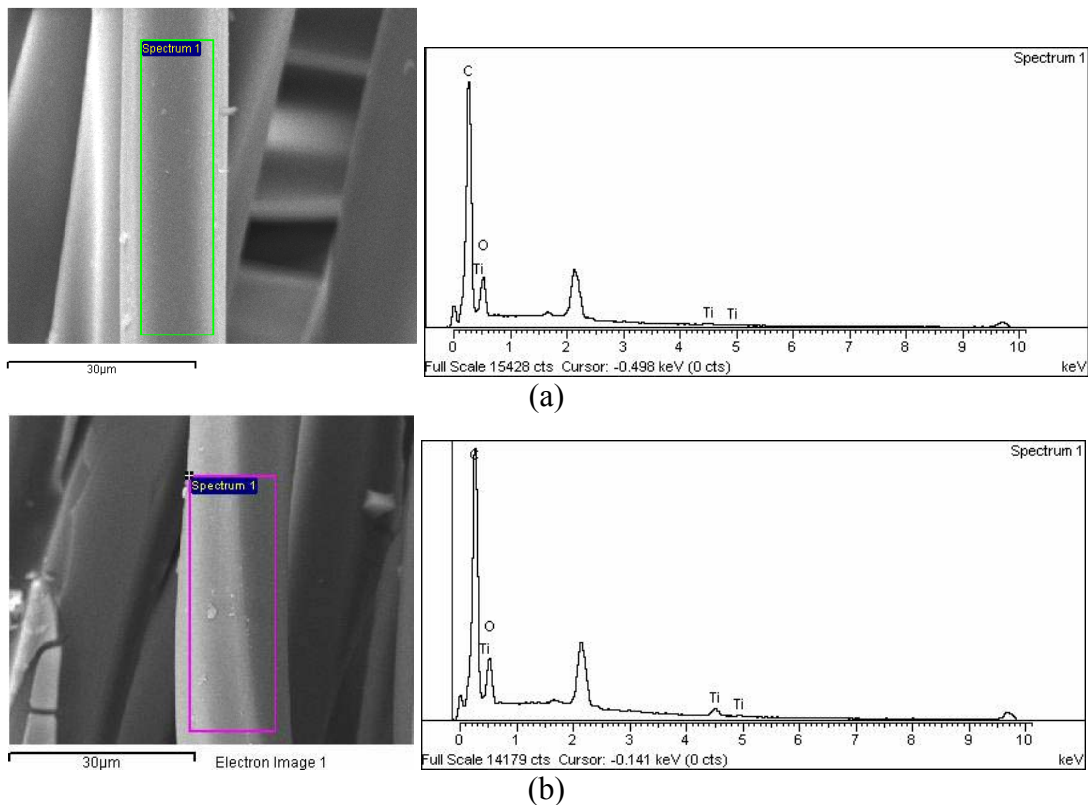 Spectrum 1
30µm
Spectrum 1
C
O
Ti
Ti Ti
0 1 2 3 4 5 6 7 8 9 10
Full Scale 15428 cts Cursor: -0.498 keV (0 cts) keV
(a)
Spectrum 1
30µm Electron Image 1
Spectrum 1
C
O
Ti
Ti Ti
0 1 2 3 4 5 6 7 8 9 10
Full Scale 14179 cts Cursor: -0.141 keV (0 cts) keV
(b)